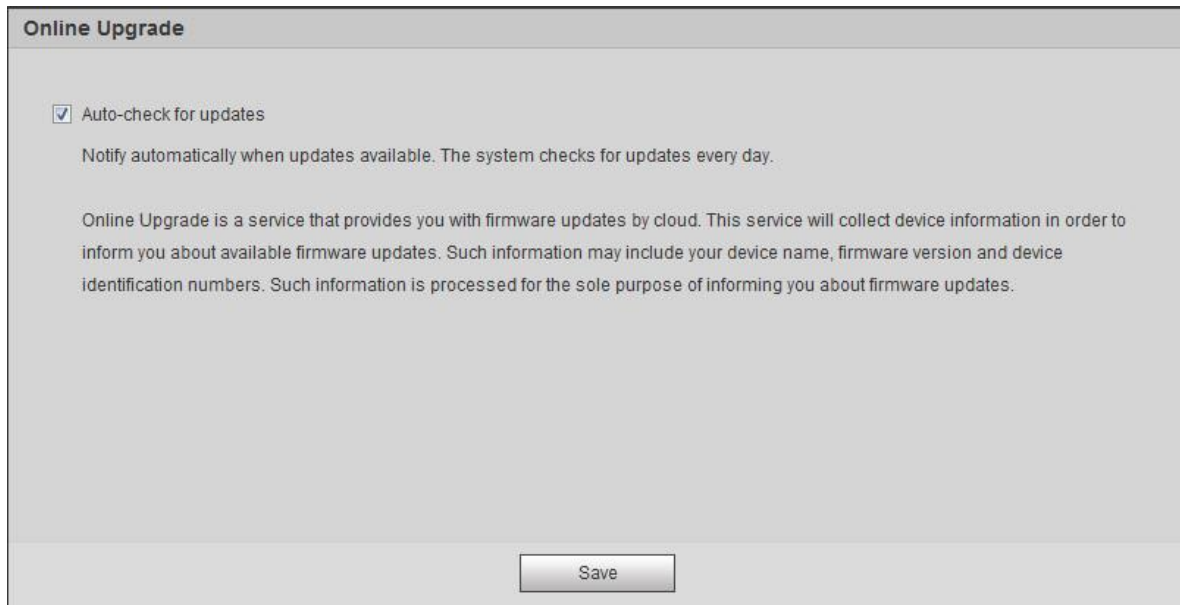 Online Upgrade
Auto-check for updates
Notify automatically when updates available. The system checks for updates every day.
Online Upgrade is a service that provides you with firmware updates by cloud. This service will collect device information in order to
inform you about available firmware updates. Such information may include your device name, firmware version and device
identification numbers. Such information is processed for the sole purpose of informing you about firmware updates.
Save